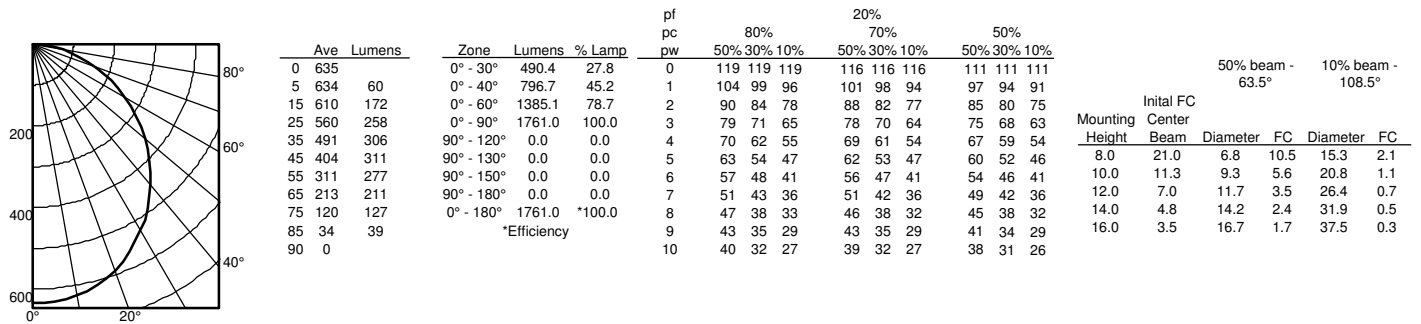 80°
200
60°
400
40°
600
0° 20°
Ave Lumens
0 635
5 634 60
15 610 172
25 560 258
35 491 306
45 404 311
55 311 277
65 213 211
75 120 127
85 34 39
90 0
Zone Lumens % Lamp
0° - 30° 490.4 27.8
0° - 40° 796.7 45.2
0° - 60° 1385.1 78.7
0° - 90° 1761.0 100.0
90° - 120° 0.0 0.0
90° - 130° 0.0 0.0
90° - 150° 0.0 0.0
90° - 180° 0.0 0.0
0° - 180° 1761.0 *100.0
*Efficiency
pf 20%
pc 80% 70% 50%
pw 50% 30% 10% 50% 30% 10% 50% 30% 10%
0 119 119 119 116 116 116 111 111 111
1 104 99 96 101 98 94 97 94 91
2 90 84 78 88 82 77 85 80 75
3 79 71 65 78 70 64 75 68 63
4 70 62 55 69 61 54 67 59 54
5 63 54 47 62 53 47 60 52 46
6 57 48 41 56 47 41 54 46 41
7 51 43 36 51 42 36 49 42 36
8 47 38 33 46 38 32 45 38 32
9 43 35 29 43 35 29 41 34 29
10 40 32 27 39 32 27 38 31 26
50% beam - 10% beam -
63.5° 108.5°
Inital FC
Mounting Center
Height Beam Diameter FC Diameter FC
8.0 21.0 6.8 10.5 15.3 2.1
10.0 11.3 9.3 5.6 20.8 1.1
12.0 7.0 11.7 3.5 26.4 0.7
14.0 4.8 14.2 2.4 31.9 0.5
16.0 3.5 16.7 1.7 37.5 0.3